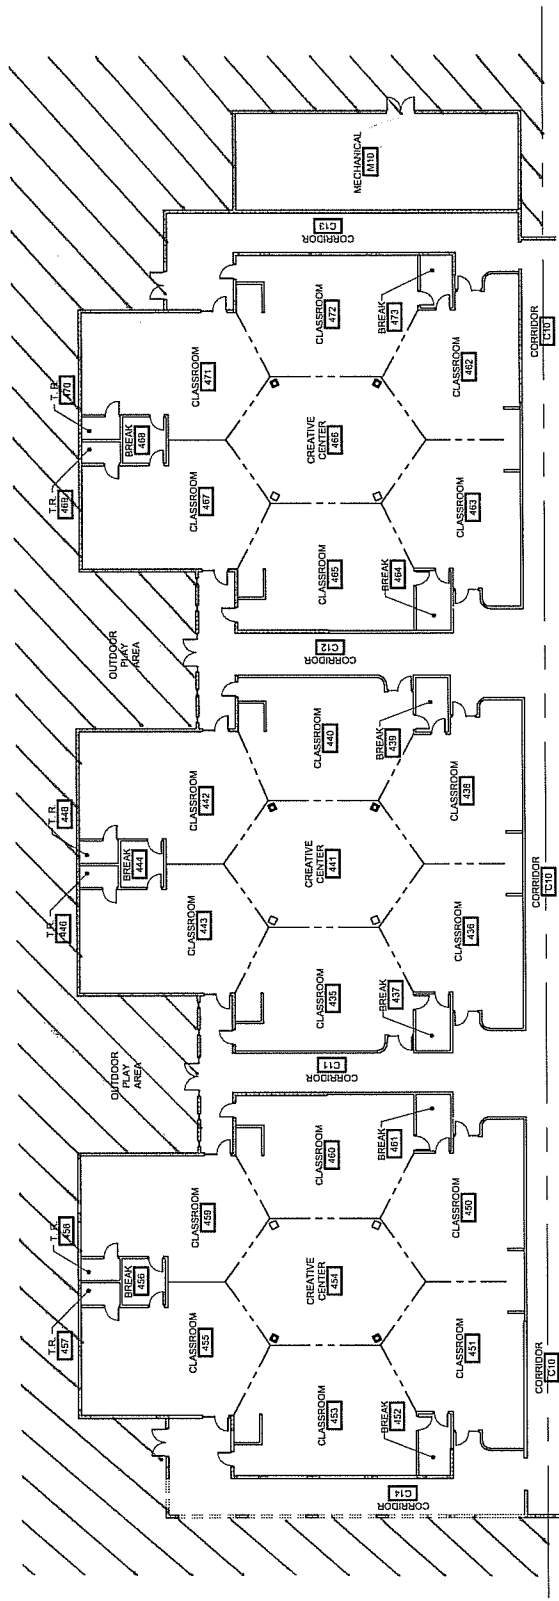 MECHANICAL
M10
CORRIDOR
C13
T. R.
470
T.R.
469
BREAK
468
CLASSROOM
471
CLASSROOM
472
BREAK
473
CLASSROOM
462
CORRIDOR
C10
CLASSROOM
467
CREATIVE
CENTER
466
CLASSROOM
463
CLASSROOM
465
BREAK
464
OUTDOOR
PLAY
AREA
CORRIDOR
C12
CLASSROOM
440
BREAK
439
CLASSROOM
438
T. R.
448
T.R.
446
BREAK
444
CLASSROOM
442
CREATIVE
CENTER
441
CORRIDOR
C10
CLASSROOM
443
CLASSROOM
436
CLASSROOM
435
BREAK
437
OUTDOOR
PLAY
AREA
CORRIDOR
C11
CLASSROOM
460
BREAK
461
CLASSROOM
450
T. R.
458
T.R.
457
BREAK
456
CLASSROOM
459
CREATIVE
CENTER
454
CLASSROOM
455
CLASSROOM
451
CORRIDOR
C10
CLASSROOM
453
BREAK
452
CORRIDOR
C14